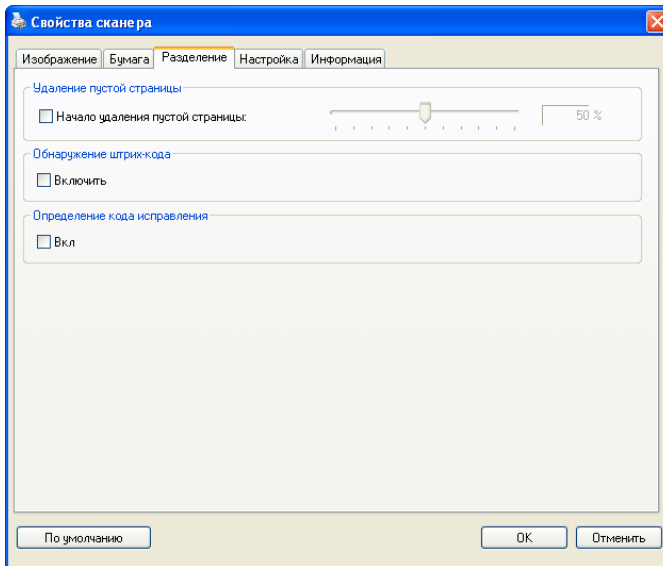 Свойства сканера
Изображение Бумага Разделение Настройка Информация
Удаление пустой страницы
Начало удаления пустой страницы: 50 %
Обнаружение штрих-кода
Включить
Определение кода исправления
Вкл
По умолчанию OK Отменить